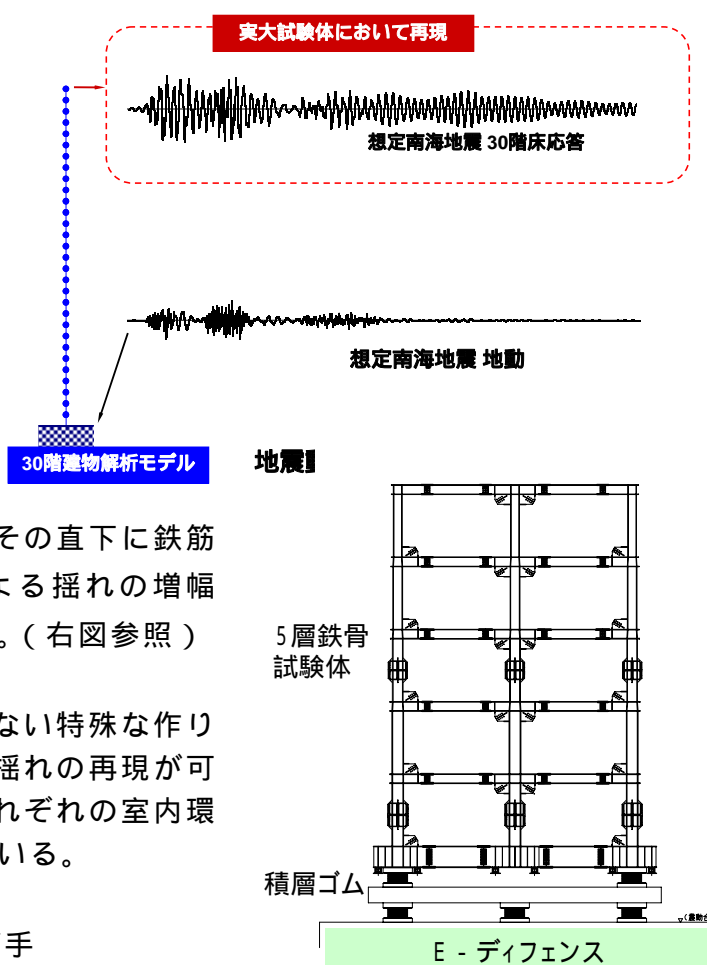 実大試験体において再現
想定南海地震 30階床応答
想定南海地震 地動
30階建物解析モデル
その直下に鉄筋
よる揺れの増幅
。(右図参照)
ない特殊な作り
揺れの再現が可
れぞれの室内環
いる。
手
地震
5層鉄骨
試験体
積層ゴム
E - ディフェンス